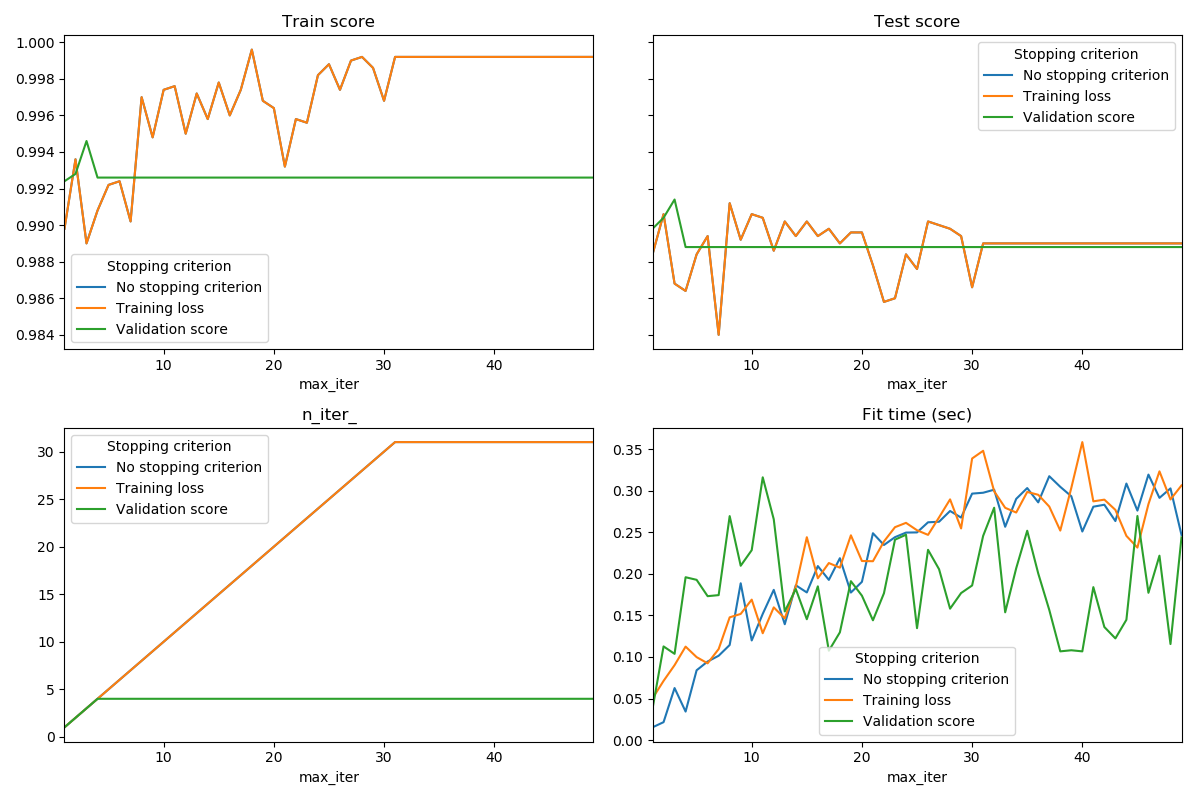 Train score
1.000
0.998
0.996
0.994
0.992
0.990
0.988
0.986
0.984
Stopping criterion
No stopping criterion
Training loss
Validation score
10 20 30 40
max_iter
Test score
Stopping criterion
No stopping criterion
Training loss
Validation score
10 20 30 40
max_iter
n_iter_
30
25
20
15
10
5
0
Stopping criterion
No stopping criterion
Training loss
Validation score
10 20 30 40
max_iter
Fit time (sec)
0.35
0.30
0.25
0.20
0.15
0.10
0.05
0.00
Stopping criterion
No stopping criterion
Training loss
Validation score
10 20 30 40
max_iter